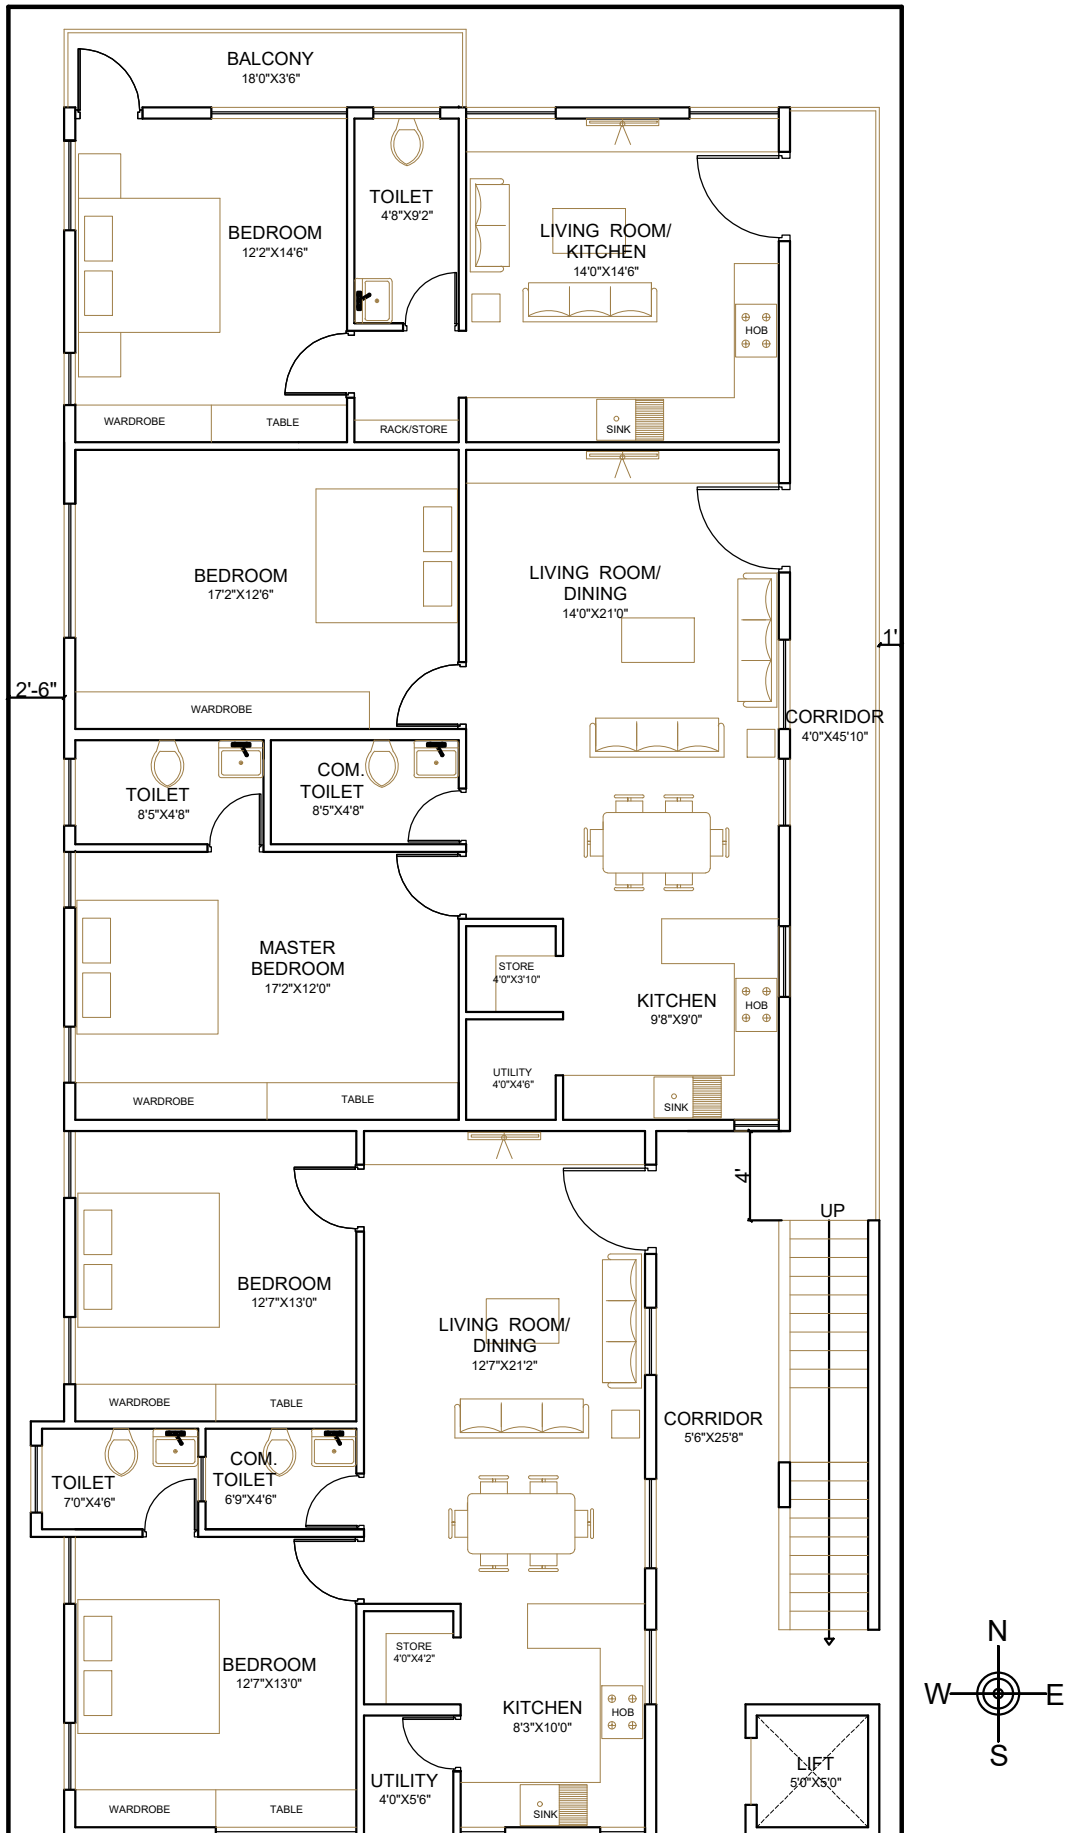 BALCONY
18'0"X3'6"
TOILET
4'8"X9'2"
BEDROOM
12'2"X14'6"
LIVING ROOM/
KITCHEN
14'0"X14'6"
HOB
WARDROBE
TABLE
RACK/STORE
SINK
BEDROOM
17'2"X12'6"
LIVING ROOM/
DINING
14'0"X21'0"
1'
2'-6"
WARDROBE
CORRIDOR
4'0"X45'10"
TOILET
8'5"X4'8"
COM.
TOILET
8'5"X4'8"
MASTER
BEDROOM
17'2"X12'0"
STORE
4'0"X3'10"
KITCHEN
9'8"X9'0"
HOB
UTILITY
4'0"X4'6"
WARDROBE
TABLE
SINK
4'
UP
BEDROOM
12'7"X13'0"
LIVING ROOM/
DINING
12'7"X21'2"
WARDROBE
TABLE
CORRIDOR
5'6"X25'8"
TOILET
7'0"X4'6"
COM.
TOILET
6'9"X4'6"
STORE
4'0"X4'2"
BEDROOM
12'7"X13'0"
KITCHEN
8'3"X10'0"
HOB
UTILITY
4'0"X5'6"
LIFT
5'0"X5'0"
WARDROBE
TABLE
SINK
N
W
E
S